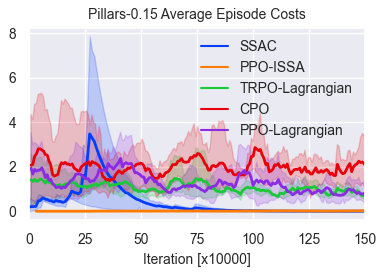 Pillars-0.15 Average Episode Costs
8
6
4
2
0
SSAC
PPO-ISSA
TRPO-Lagrangian
CPO
PPO-Lagrangian
0 25 50 75 100 125 150
Iteration [x10000]